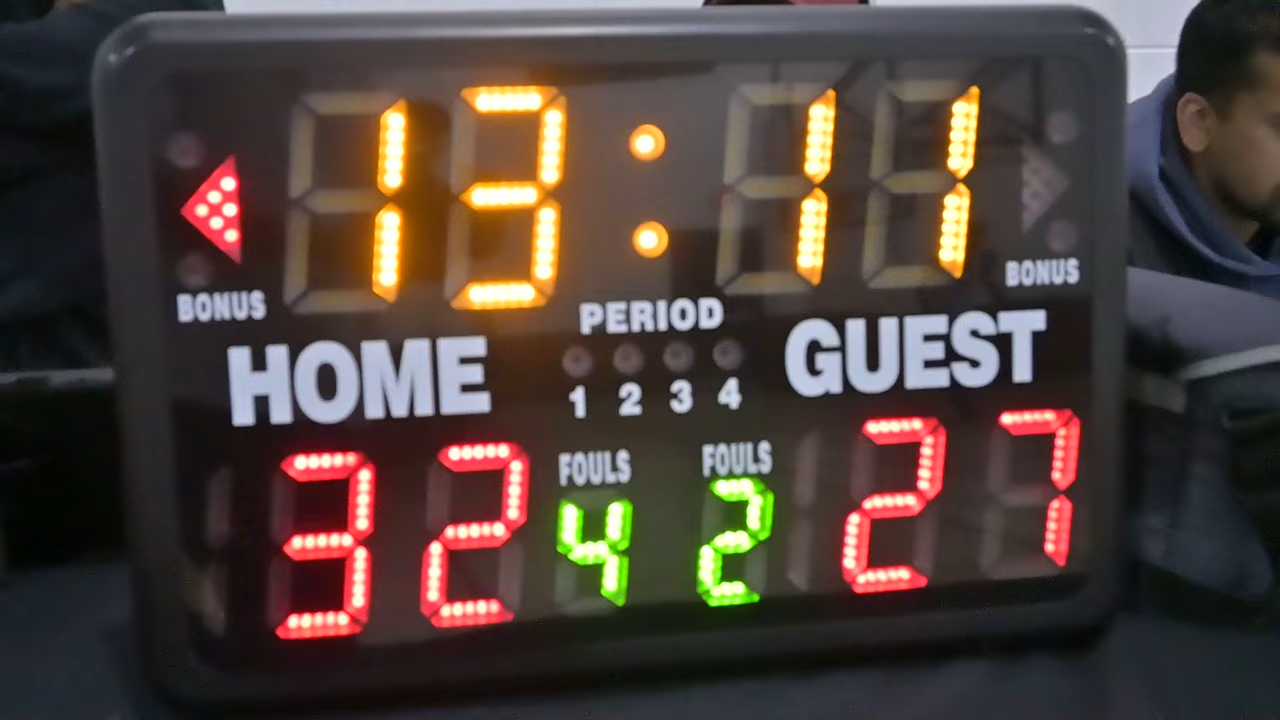 13:11
BONUS PERIOD BONUS
HOME GUEST
1 2 3 4
FOULS FOULS
32 4 2 27